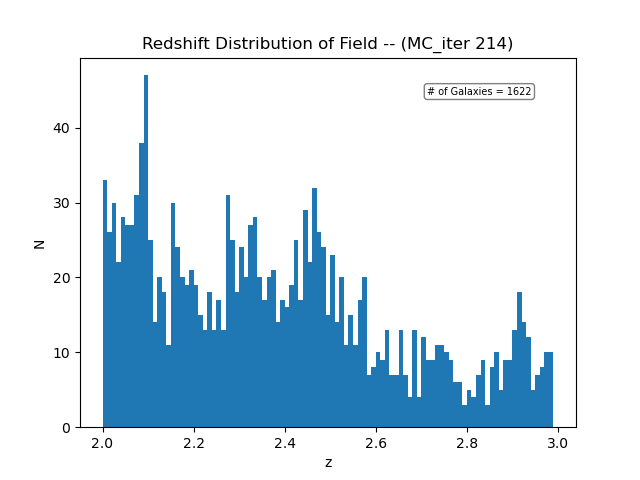 Redshift Distribution of Field -- (MC_iter 214)
# of Galaxies = 1622
40
30
20
10
0
N
2.0 2.2 2.4 2.6 2.8 3.0
z